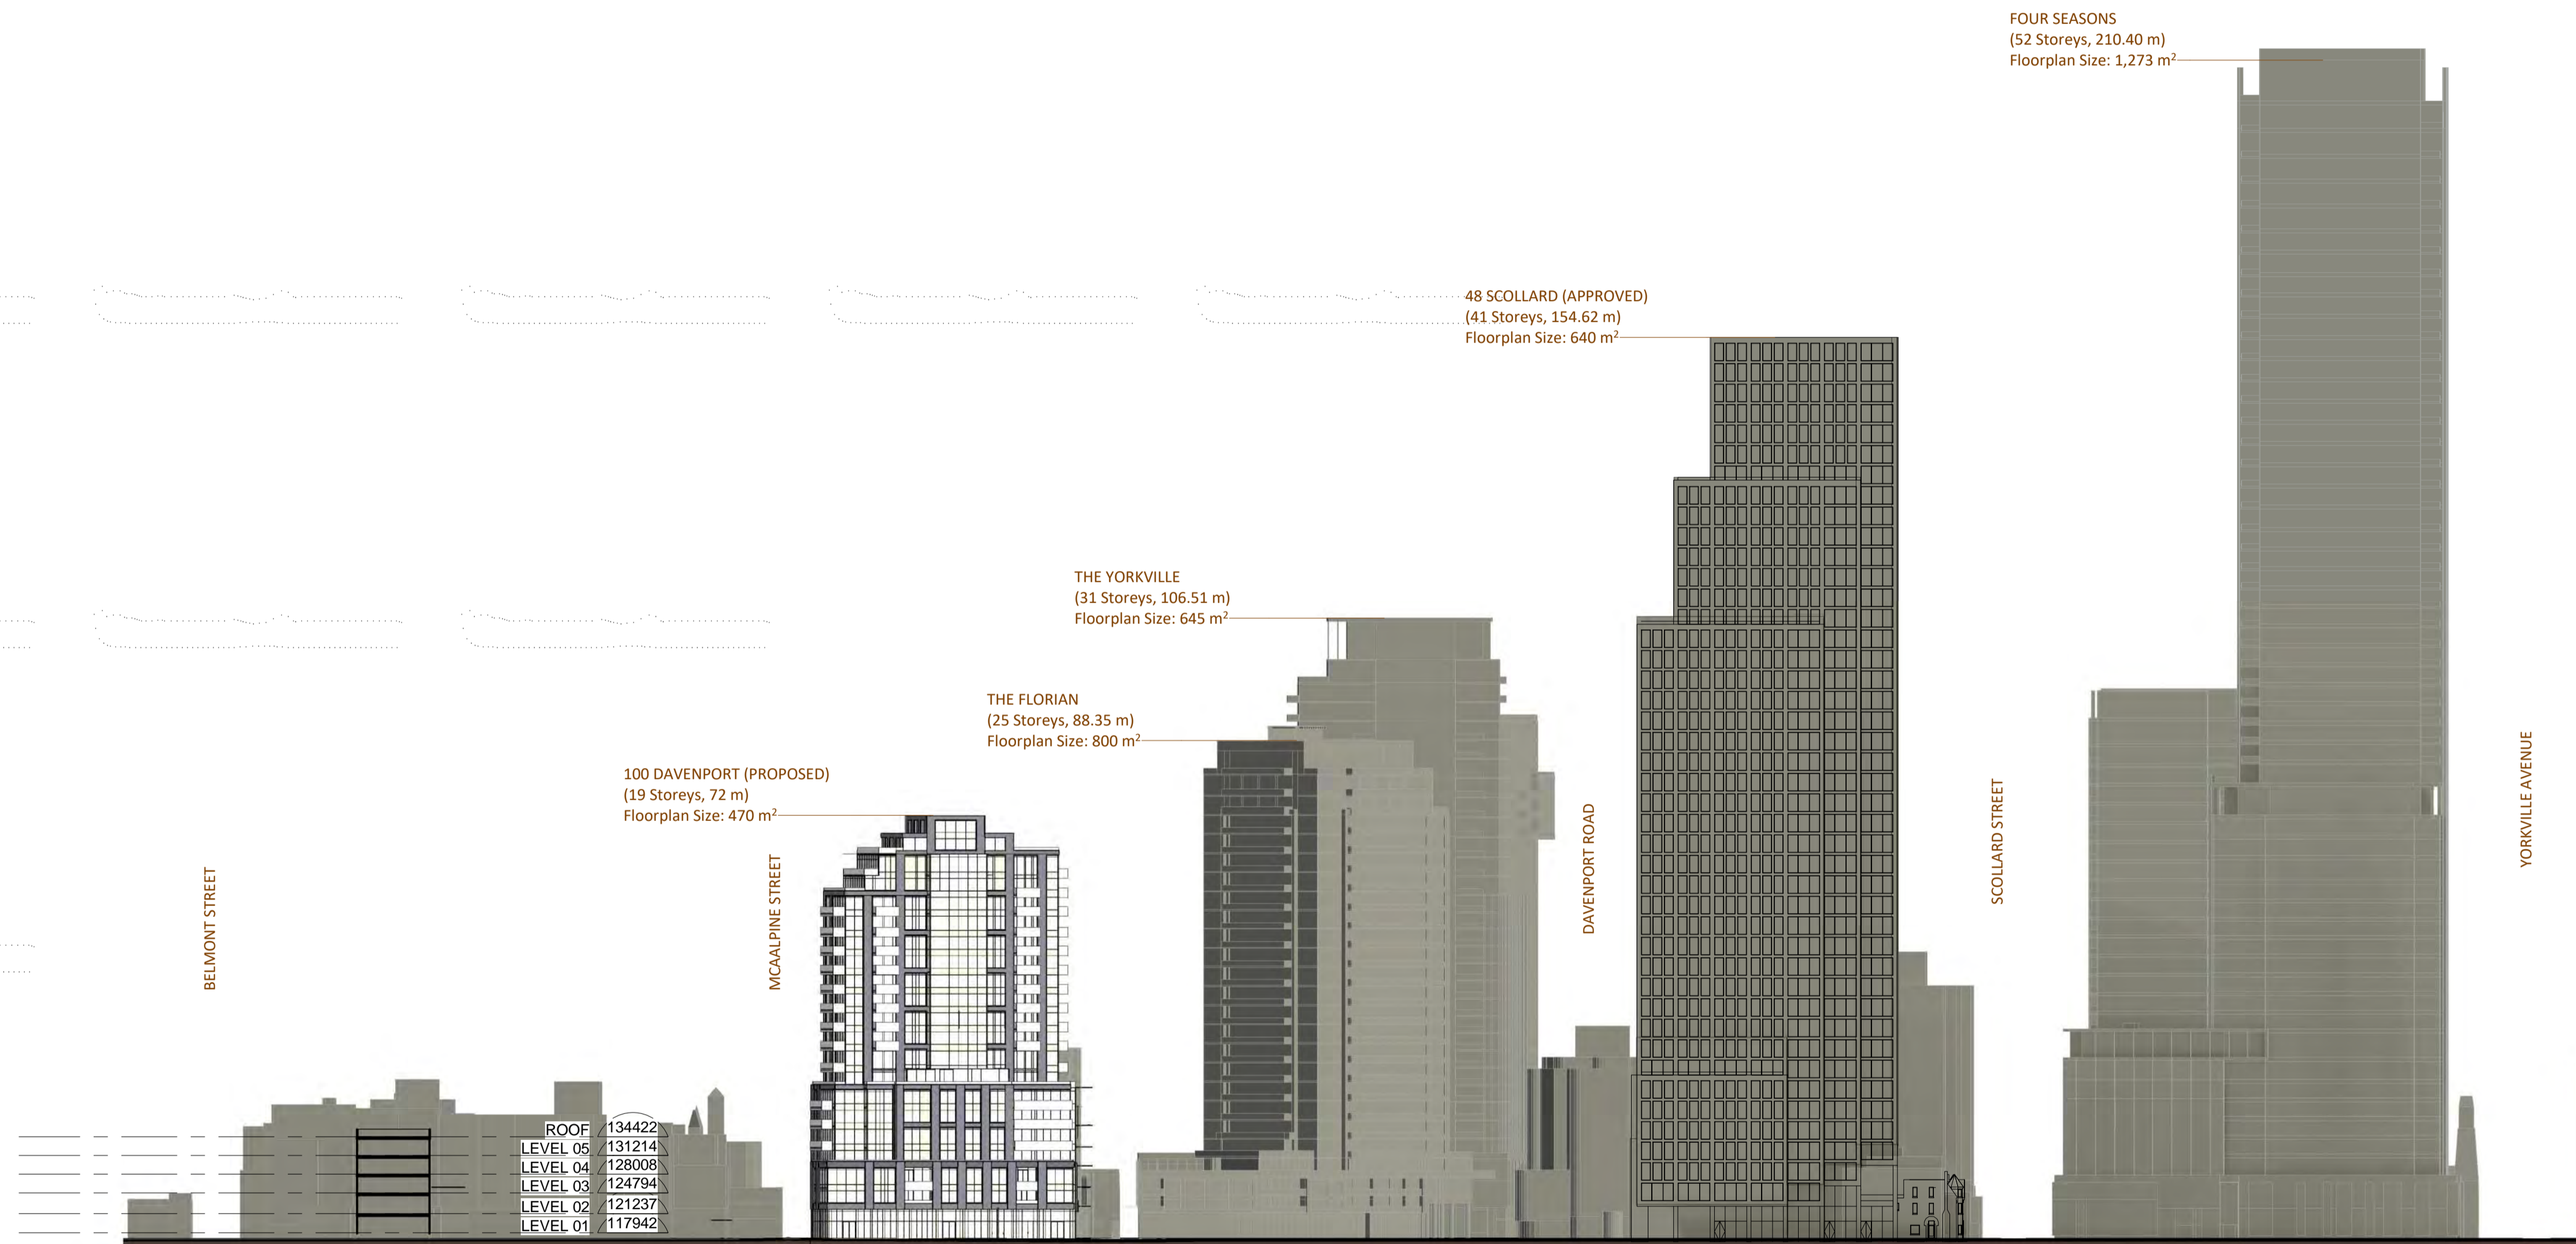 FOUR SEASONS
(52 Storeys, 210.40 m)
Floorplan Size: 1,273 m²
48 SCOLLARD (APPROVED)
(41 Storeys, 154.62 m)
Floorplan Size: 640 m²
THE YORKVILLE
(31 Storeys, 106.51 m)
Floorplan Size: 645 m²
THE FLORIAN
(25 Storeys, 88.35 m)
Floorplan Size: 800 m²
100 DAVENPORT (PROPOSED)
(19 Storeys, 72 m)
Floorplan Size: 470 m²
BELMONT STREET
MCAALPINE STREET
DAVENPORT ROAD
SCOLLARD STREET
YORKVILLE AVENUE
ROOF 134422
LEVEL 05 131214
LEVEL 04 128008
LEVEL 03 124794
LEVEL 02 121237
LEVEL 01 117942